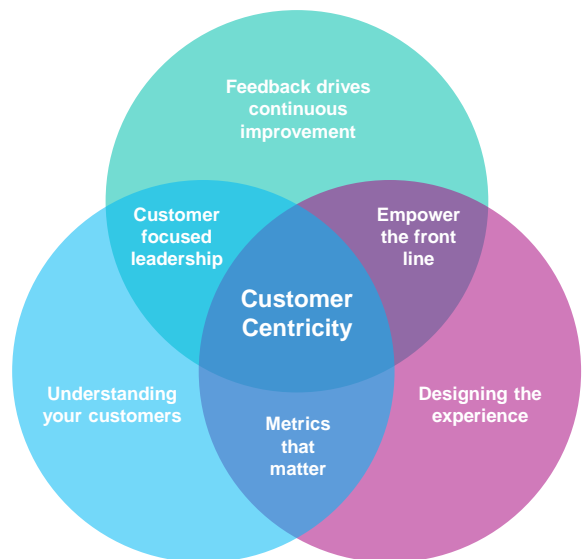 Feedback drives
continuous
improvement
Customer
focused
leadership
Empower
the front
line
Customer
Centricity
Understanding
your customers
Designing the
experience
Metrics
that
matter